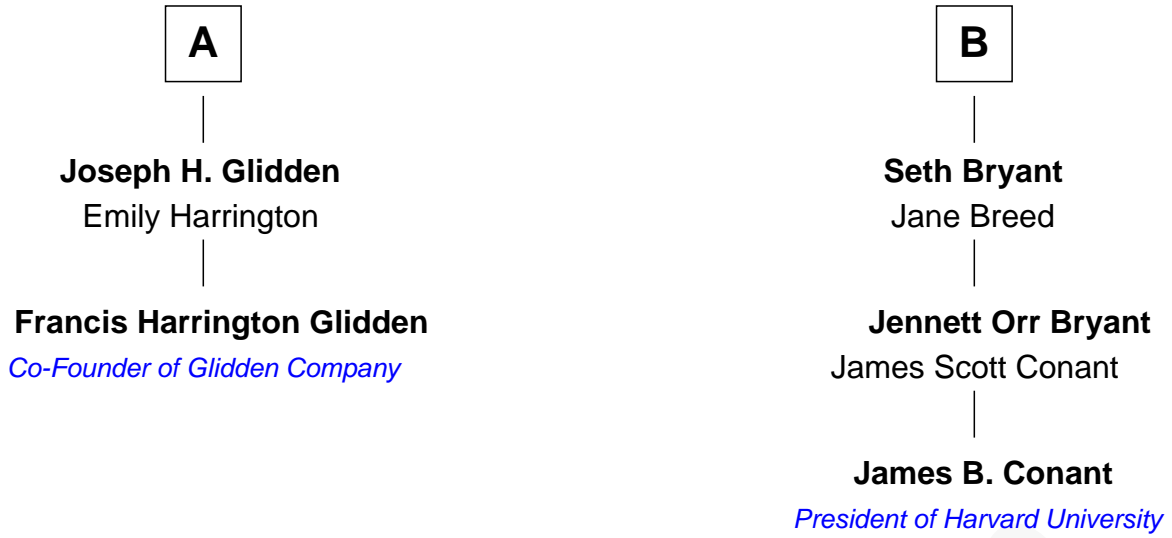 A
B
Joseph H. Glidden
Emily Harrington
Seth Bryant
Jane Breed
Francis Harrington Glidden
Co-Founder of Glidden Company
Jennett Orr Bryant
James Scott Conant
James B. Conant
President of Harvard University